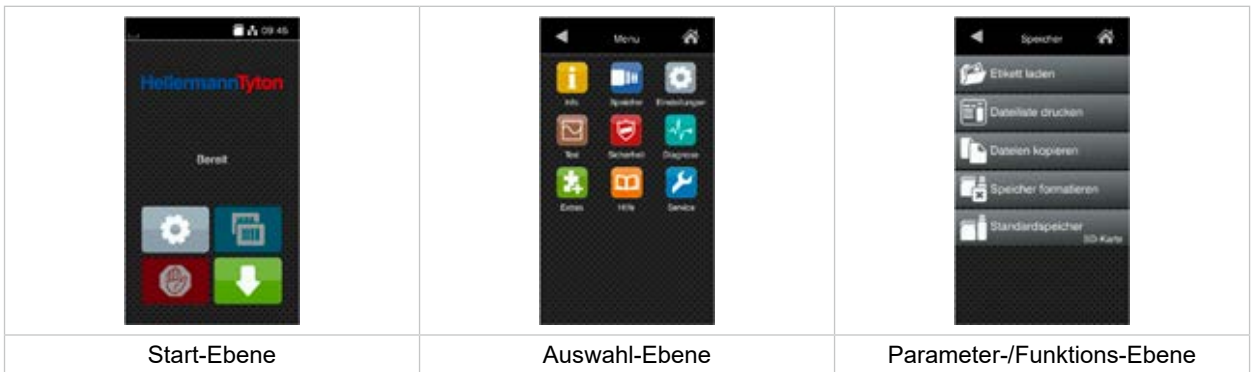 09:45
HellermannTyton
Bereit
Menu
Info Speicher Einstellungen
Test Sicherheit Diagnose
Extras Hilfe Service
Speicher
Etikett laden
Dateiliste drucken
Dateien kopieren
Speicher formatieren
Standardspeicher
SD-Karte
Start-Ebene
Auswahl-Ebene
Parameter-/Funktions-Ebene